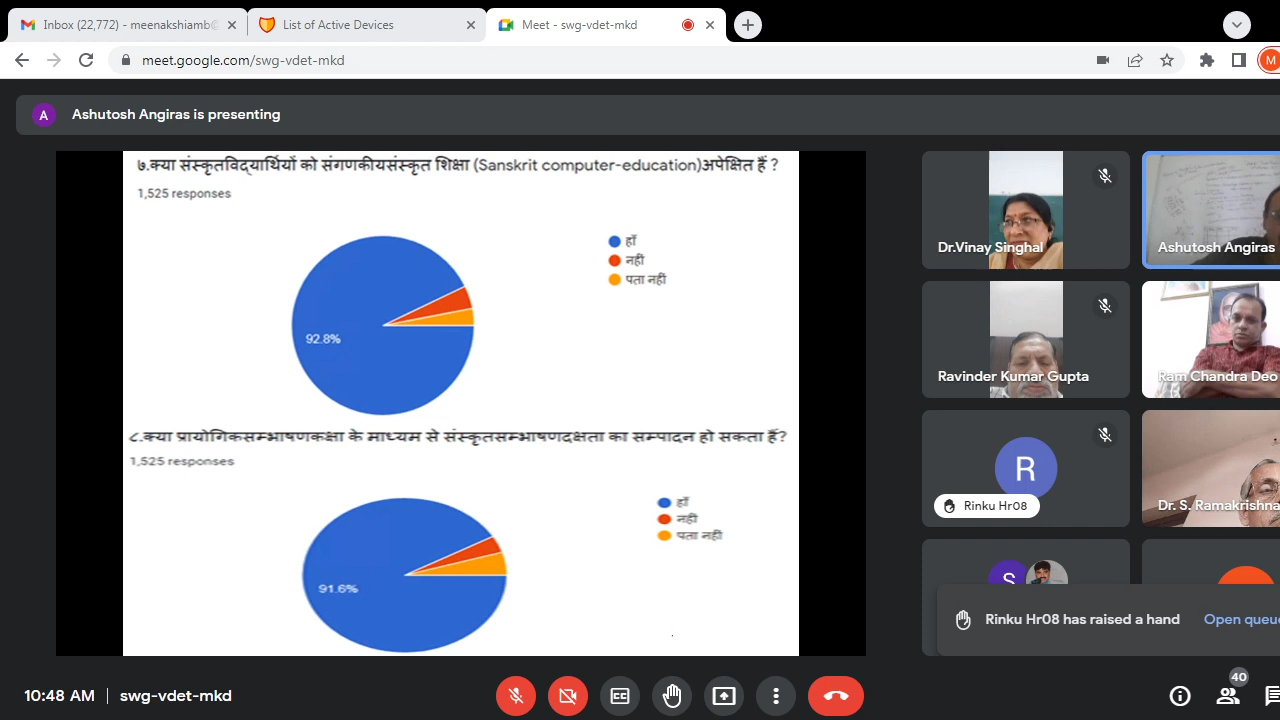 Inbox (22,772) - meenakshiamb@
List of Active Devices
Meet - swg-vdet-mkd
meet.google.com/swg-vdet-mkd
M
A
Ashutosh Angiras is presenting
७.क्या संस्कृतविद्यार्थियों को संगणकीयसंस्कृत शिक्षा (Sanskrit computer-education)अपेक्षित हैं ?
1,525 responses
हाँ
नहीं
पता नहीं
92.8%
८.क्या प्रायोगिकसम्भाषणकक्षा के माध्यम से संस्कृतसम्भाषणदक्षता का सम्पादन हो सकता हैं?
1,525 responses
हाँ
नही
पता नही
91.6%
Dr.Vinay Singhal
Ashutosh Angiras
Ravinder Kumar Gupta
Ram Chandra Deo
R
Rinku Hr08
Dr. S. Ramakrishna
S
Rinku Hr08 has raised a hand
Open queue
10:48 AM
swg-vdet-mkd
CC
40